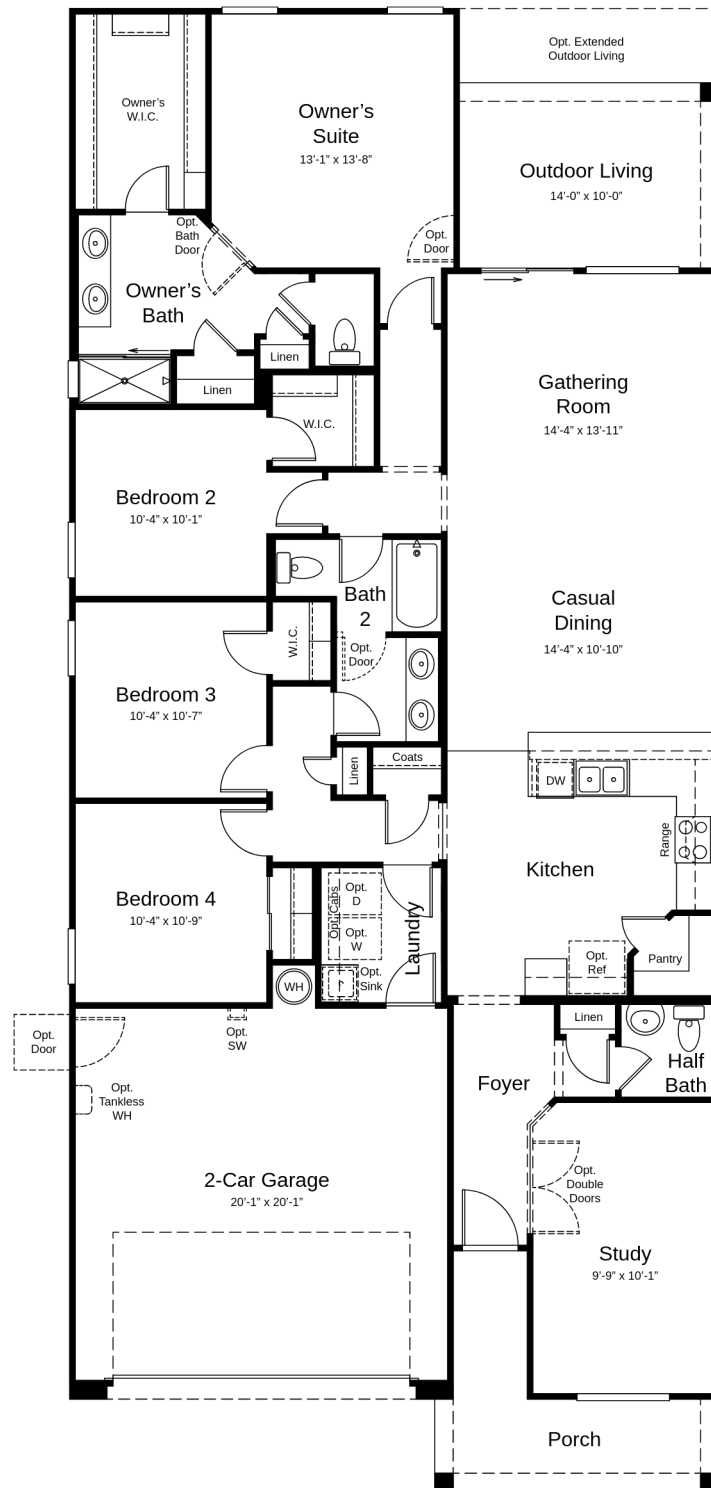 Opt. Extended
Outdoor Living
Owner's
W.I.C.
Owner's
Suite
13'-1" x 13'-8"
Outdoor Living
14'-0" x 10'-0"
Opt.
Bath
Door
Opt.
Door
Owner's
Bath
Linen
Linen
Gathering
Room
14'-4" x 13'-11"
W.I.C.
Bedroom 2
10'-4" x 10'-1"
Bath
2
Casual
Dining
14'-4" x 10'-10"
W.I.C.
Opt.
Door
Bedroom 3
10'-4" x 10'-7"
Linen
Coats
DW
Range
Kitchen
Bedroom 4
10'-4" x 10'-9"
Opt. Cabs
Opt.
D
Opt.
W
Laundry
Opt.
Sink
WH
Opt.
Ref
Pantry
Opt.
Door
Opt.
SW
Linen
Half
Bath
Foyer
Opt.
Tankless
WH
2-Car Garage
20'-1" x 20'-1"
Opt.
Double
Doors
Study
9'-9" x 10'-1"
Porch